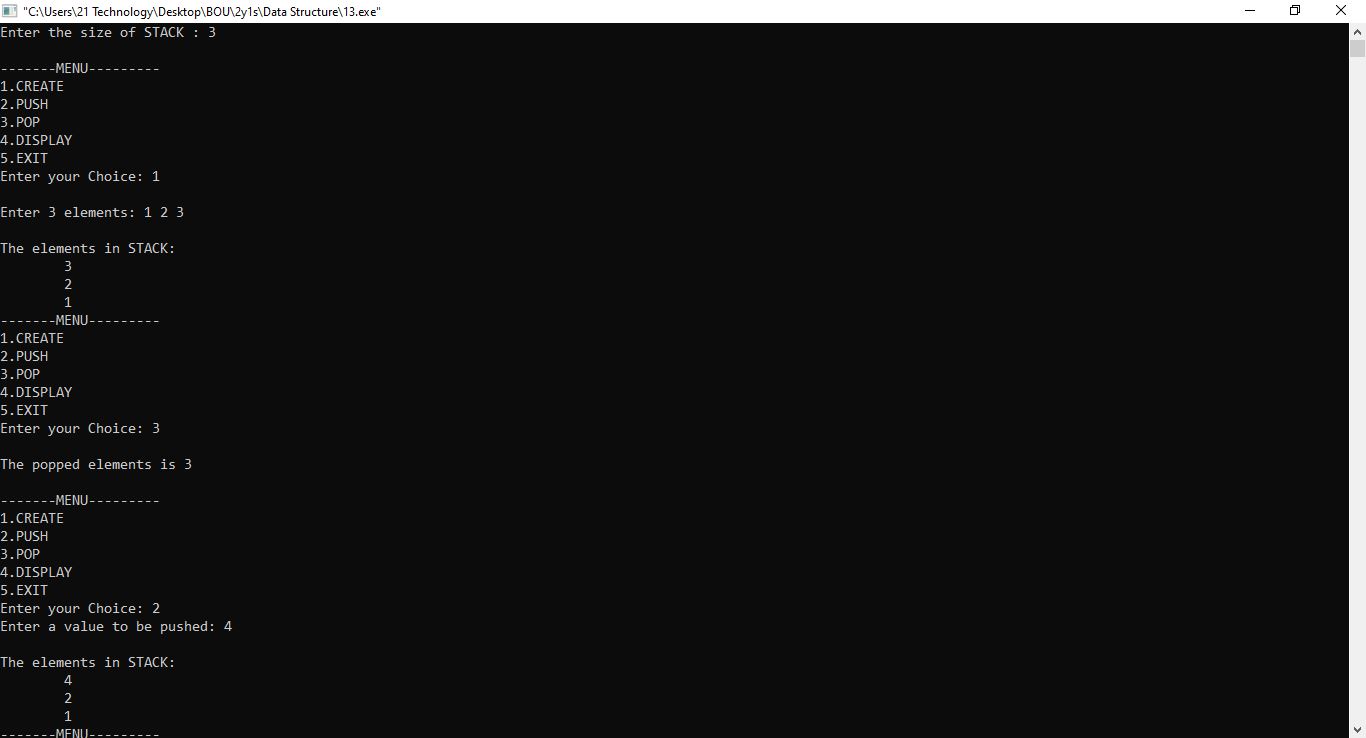 "C:\Users\21 Technology\Desktop\BOU\2y1s\Data Structure\13.exe"
Enter the size of STACK : 3
-------MENU---------
1.CREATE
2.PUSH
3.POP
4.DISPLAY
5.EXIT
Enter your Choice: 1
Enter 3 elements: 1 2 3
The elements in STACK:
3
2
1
-------MENU---------
1.CREATE
2.PUSH
3.POP
4.DISPLAY
5.EXIT
Enter your Choice: 3
The popped elements is 3
-------MENU---------
1.CREATE
2.PUSH
3.POP
4.DISPLAY
5.EXIT
Enter your Choice: 2
Enter a value to be pushed: 4
The elements in STACK:
4
2
1
-------MENU---------